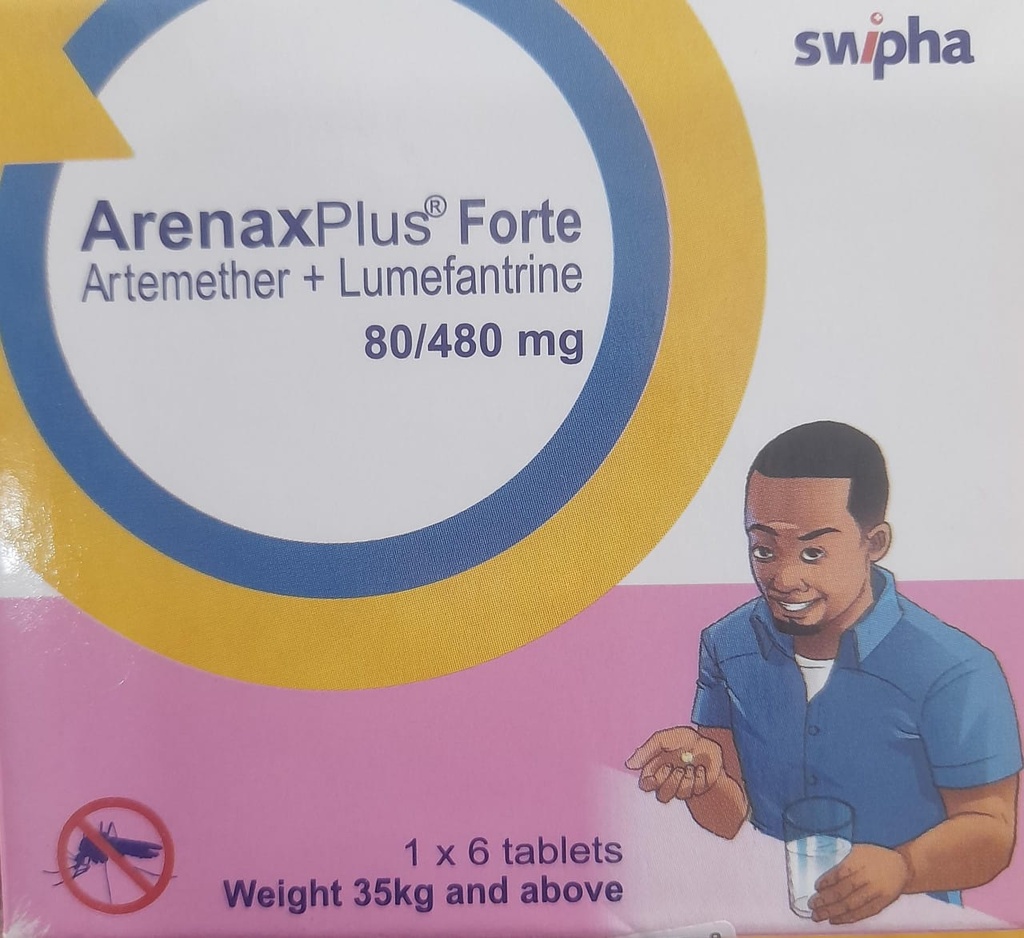 swipha
ArenaxPlus® Forte
Artemether + Lumefantrine
80/480 mg
1 x 6 tablets
Weight 35kg and above